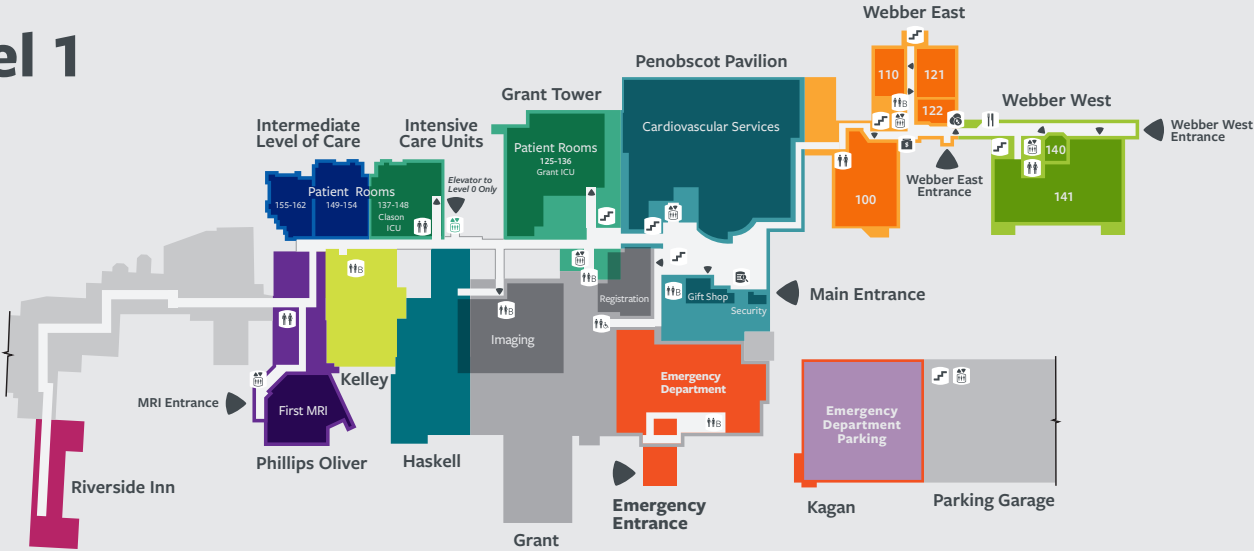 el 1
Webber East
110
121
122
Webber West
Webber West
Entrance
Webber East
Entrance
100
140
141
Penobscot Pavilion
Cardiovascular Services
Grant Tower
Patient Rooms
125-136
Grant ICU
Intermediate
Level of Care
Intensive
Care Units
Elevator to
Level 0 Only
Patient Rooms
155-162
149-154
137-148
Clason
ICU
B
B
B
B
B
B
Registration
Gift Shop
Security
Main Entrance
Imaging
Kelley
MRI Entrance
First MRI
Phillips Oliver
Haskell
Riverside Inn
Emergency
Department
Emergency
Entrance
Grant
Emergency
Department
Parking
Kagan
Parking Garage